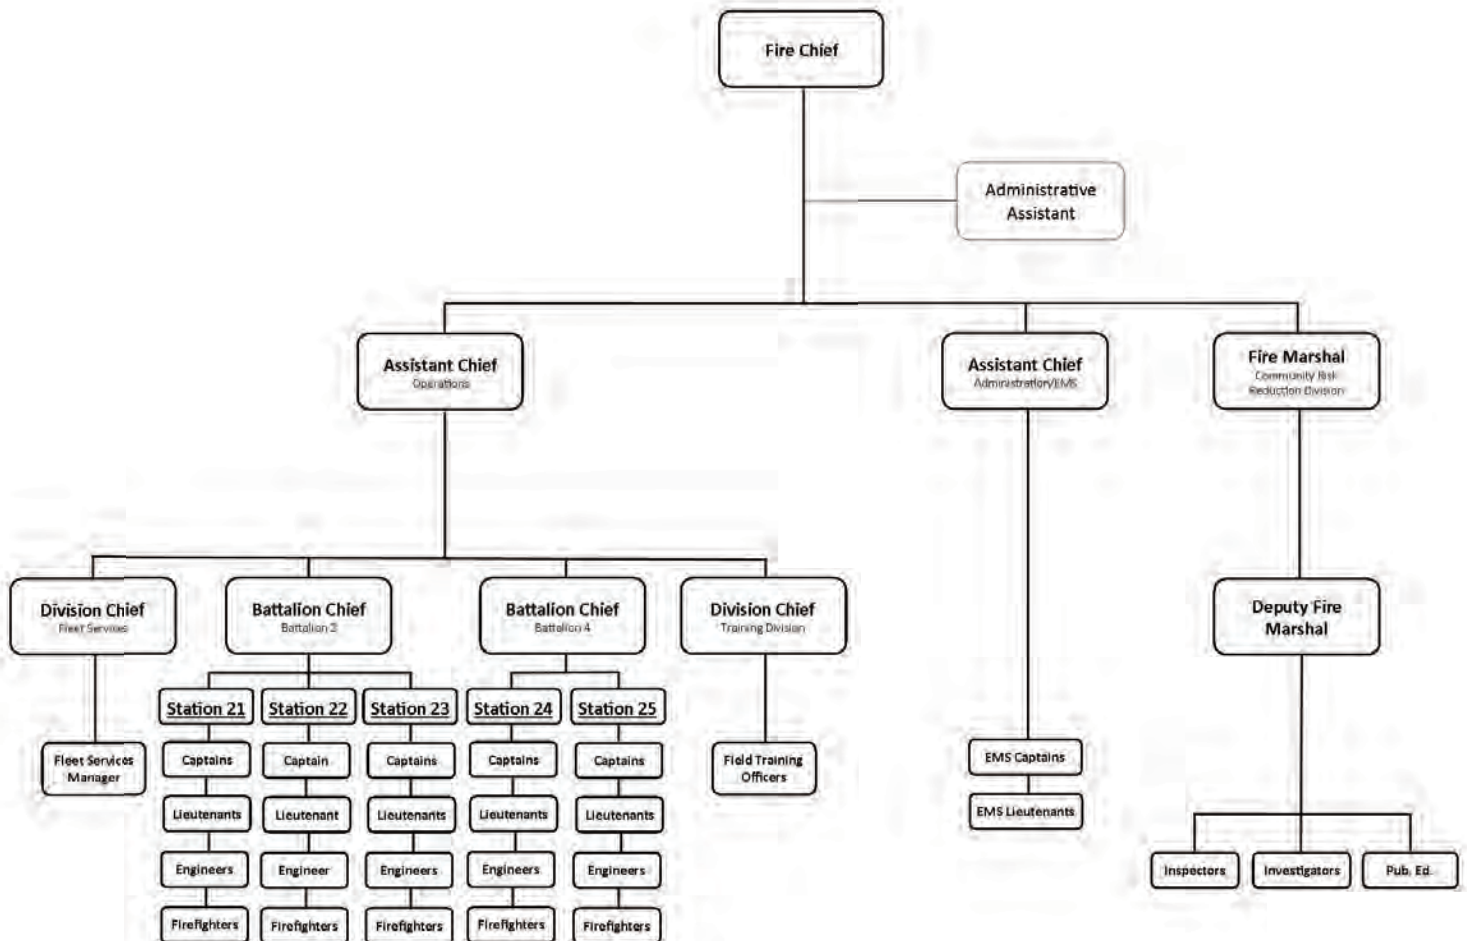 Fire Chief
Administrative
Assistant
Assistant Chief
Operations
Assistant Chief
Administration/EMS
Fire Marshal
Community Risk
Reduction Division
Division Chief
Fleet Services
Battalion Chief
Battalion 2
Battalion Chief
Battalion 4
Division Chief
Training Division
Deputy Fire
Marshal
Station 21
Station 22
Station 23
Station 24
Station 25
Fleet Services
Manager
Captains
Captain
Captains
Captains
Captains
Field Training
Officers
EMS Captains
Lieutenants
Lieutenant
Lieutenants
Lieutenants
Lieutenants
EMS Lieutenants
Engineers
Engineer
Engineers
Engineers
Engineers
Inspectors
Investigators
Pub. Ed.
Firefighters
Firefighters
Firefighters
Firefighters
Firefighters